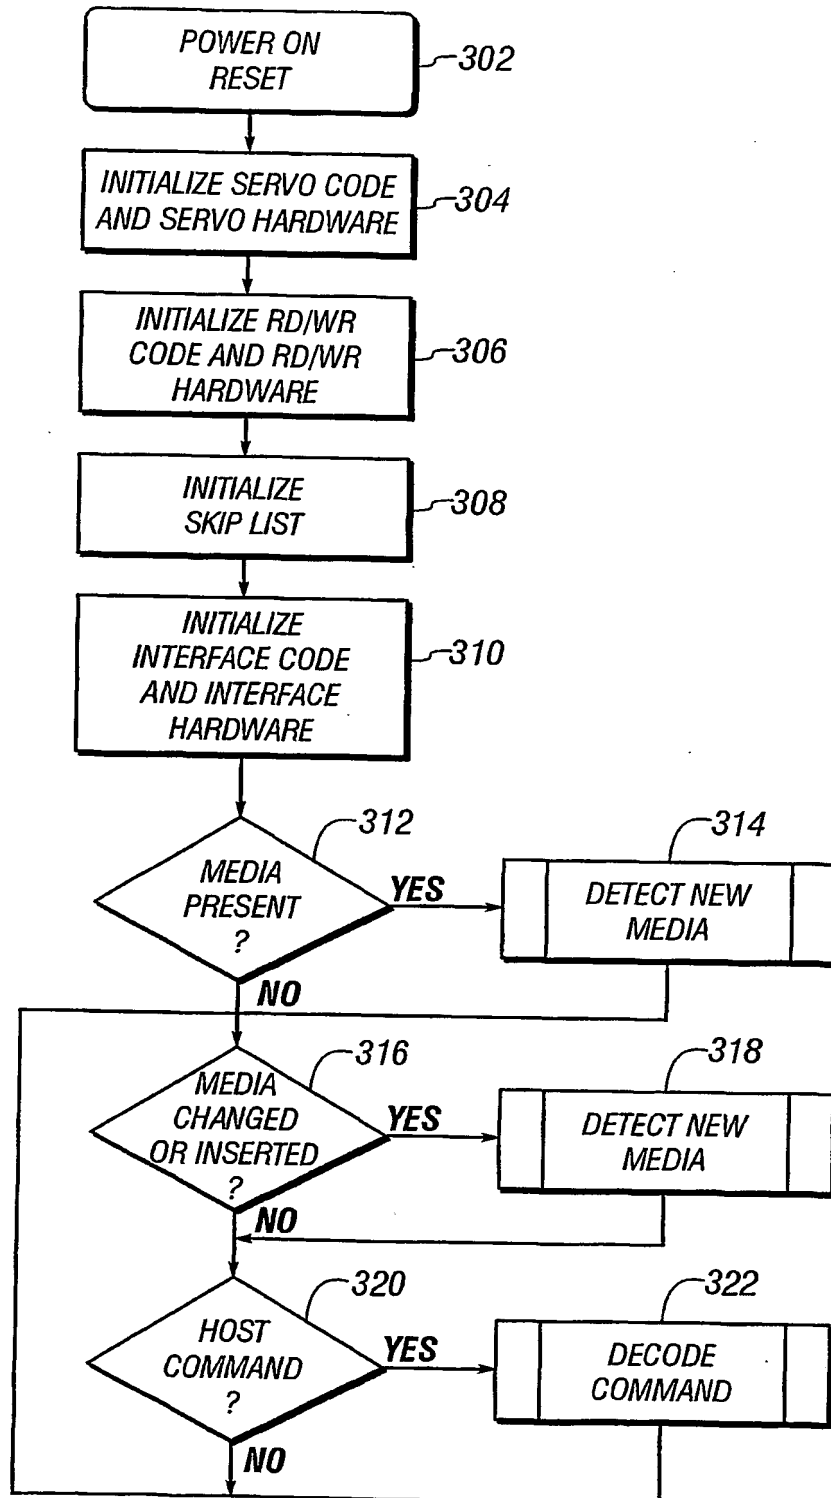 POWER ON
RESET
302
INITIALIZE SERVO CODE
AND SERVO HARDWARE
304
INITIALIZE RD/WR
CODE AND RD/WR
HARDWARE
306
INITIALIZE
SKIP LIST
308
INITIALIZE
INTERFACE CODE
AND INTERFACE
HARDWARE
310
312
MEDIA
PRESENT
?
YES
314
DETECT NEW
MEDIA
NO
316
MEDIA
CHANGED
OR INSERTED
?
YES
318
DETECT NEW
MEDIA
NO
320
HOST
COMMAND
?
YES
322
DECODE
COMMAND
NO